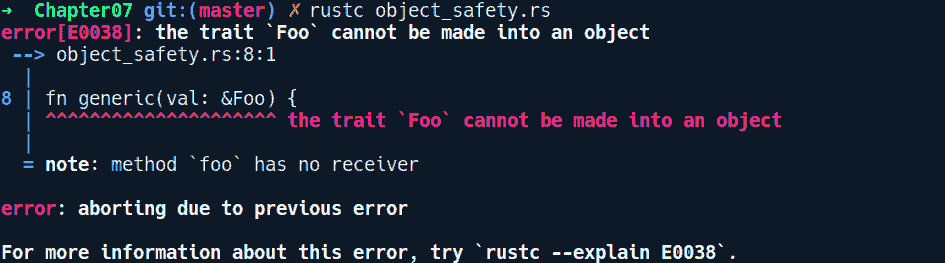 ➜  Chapter07 git:(master) ✗ rustc object_safety.rs
error[E0038]: the trait `Foo` cannot be made into an object
 --> object_safety.rs:8:1
  |
8 | fn generic(val: &Foo) {
  | ^^^^^^^^^^^^^^^^^^^^^ the trait `Foo` cannot be made into an object
  |
  = note: method `foo` has no receiver

error: aborting due to previous error

For more information about this error, try `rustc --explain E0038`.